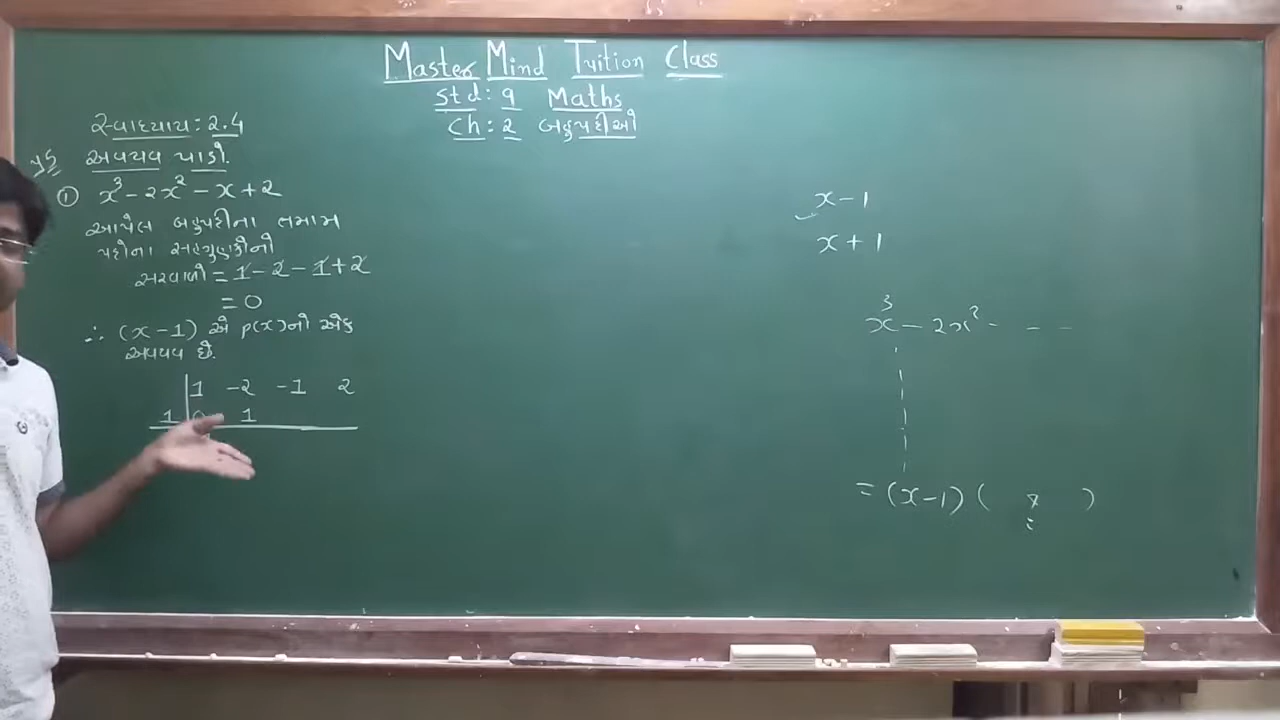 Master Mind Tuition Class
std: 9 Maths
Ch: 2 બહુપદીઓ
સ્વાધ્યાય: 2.4
અવયવ પાડો.
① x³ - 2x² - x + 2
આપેલ બહુપદીના તમામ
પદોના સહગુણકોનો
સરવાળો = 1 - 2 - 1 + 2
= 0
∴ (x - 1) એ p(x)નો એક
અવયવ છે.
1 -2 -1 2
1 0 1
x - 1
x + 1
x³ - 2x² - - -
= (x-1) ( x )